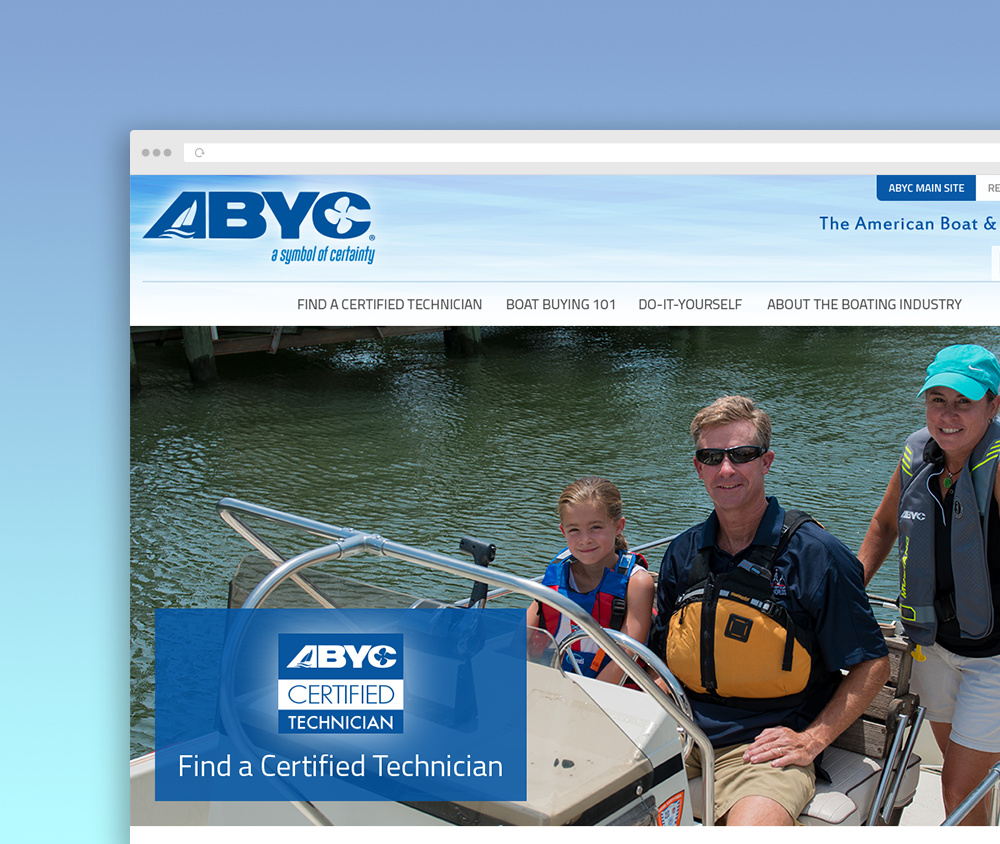 ABYC MAIN SITE RE
ABYC®
a symbol of certainty
The American Boat &
FIND A CERTIFIED TECHNICIAN BOAT BUYING 101 DO-IT-YOURSELF ABOUT THE BOATING INDUSTRY
ABYC
ABYC
CERTIFIED
TECHNICIAN
Find a Certified Technician